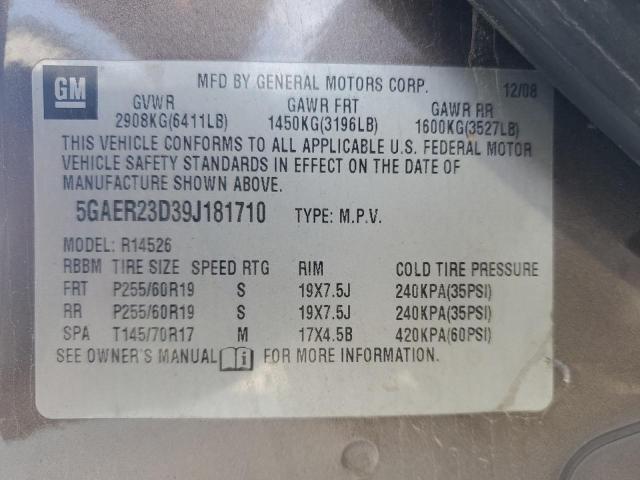 GM
MFD BY GENERAL MOTORS CORP. 12/08
GVWR GAWR FRT GAWR RR
2908KG(6411LB) 1450KG(3196LB) 1600KG(3527LB)
THIS VEHICLE CONFORMS TO ALL APPLICABLE U.S. FEDERAL MOTOR
VEHICLE SAFETY STANDARDS IN EFFECT ON THE DATE OF
MANUFACTURE SHOWN ABOVE.
5GAER23D39J181710 TYPE: M.P.V.
MODEL: R14526
RBBM TIRE SIZE SPEED RTG RIM COLD TIRE PRESSURE
FRT P255/60R19 S 19X7.5J 240KPA(35PSI)
RR P255/60R19 S 19X7.5J 240KPA(35PSI)
SPA T145/70R17 M 17X4.5B 420KPA(60PSI)
SEE OWNER'S MANUAL i FOR MORE INFORMATION.